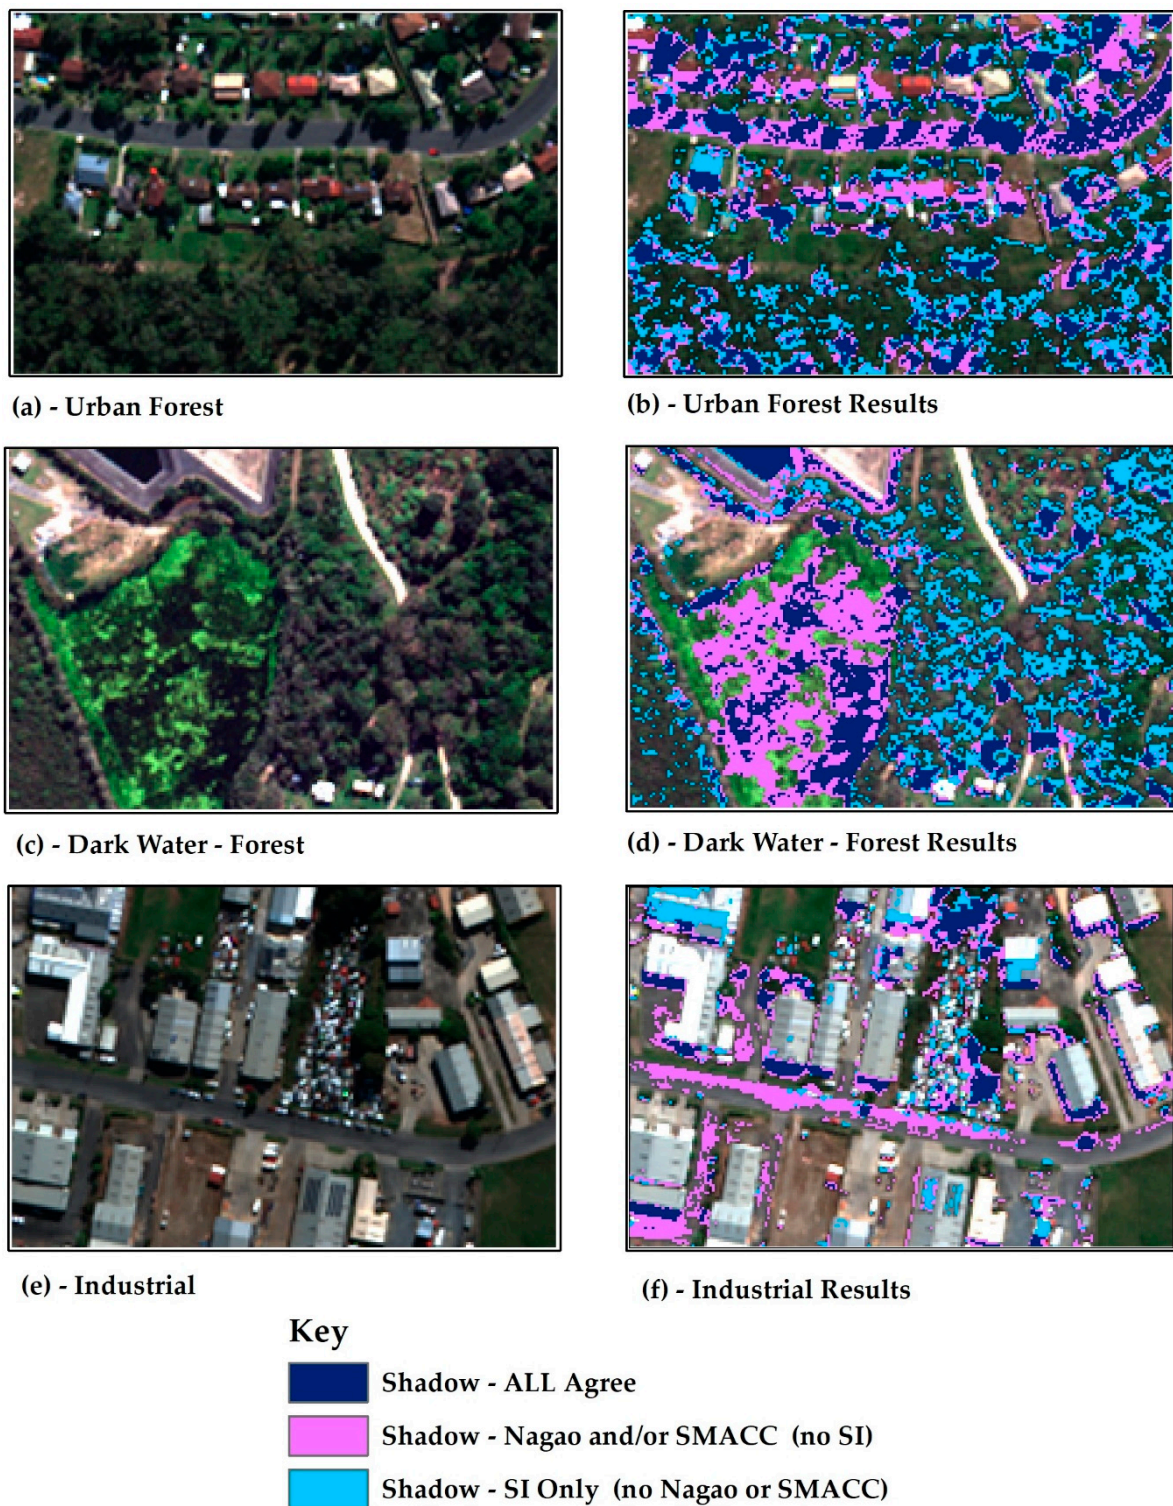 (a) - Urban Forest
(b) - Urban Forest Results
(c) - Dark Water - Forest
(d) - Dark Water - Forest Results
(e) - Industrial
(f) - Industrial Results
Key
Shadow - ALL Agree
Shadow - Nagao and/or SMACC (no SI)
Shadow - SI Only (no Nagao or SMACC)